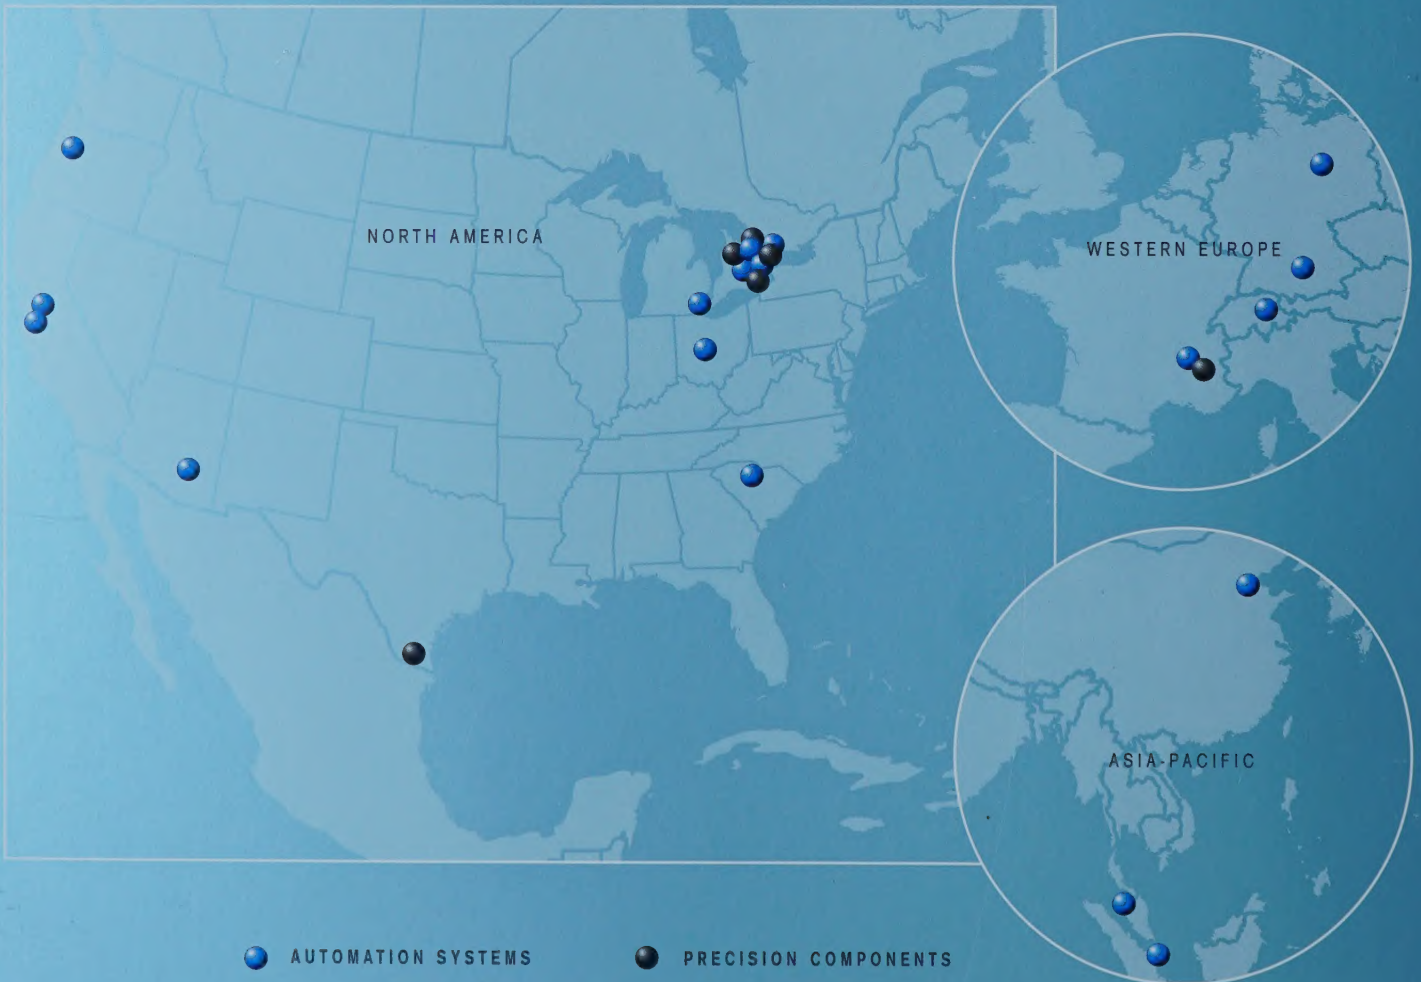 NORTH AMERICA
WESTERN EUROPE
ASIA-PACIFIC
AUTOMATION SYSTEMS
PRECISION COMPONENTS